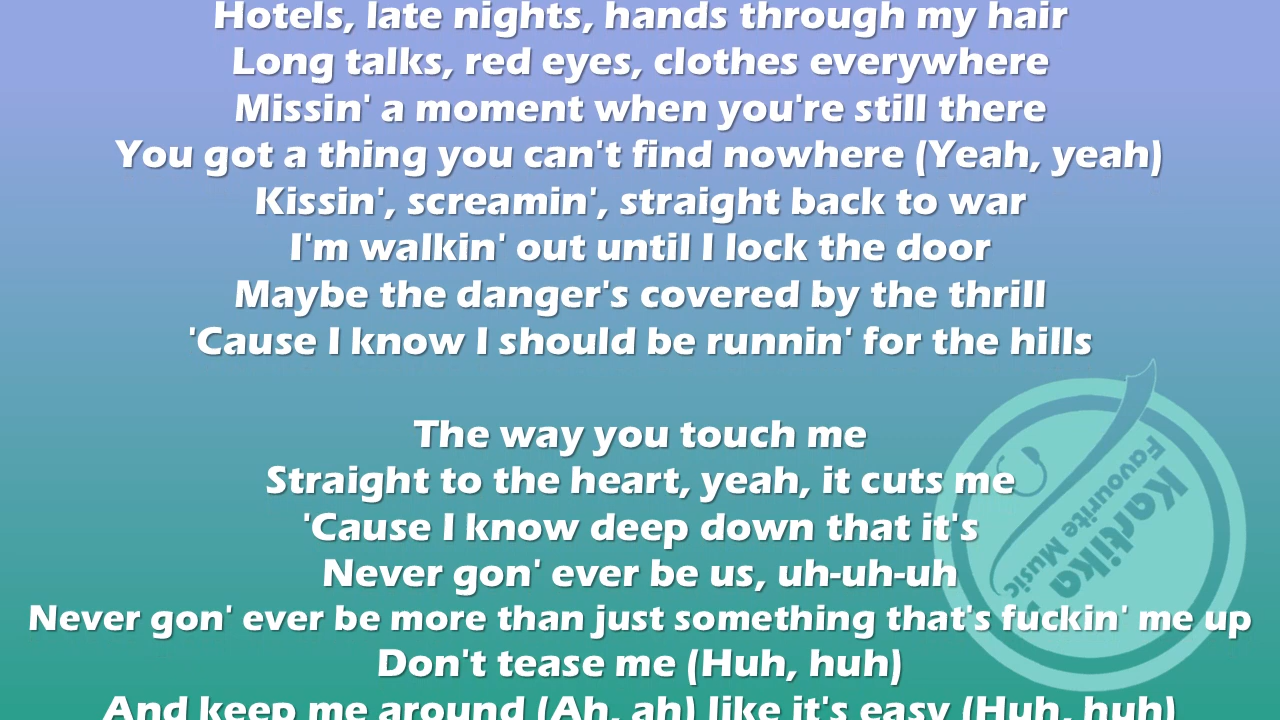 Hotels, late nights, hands through my hair
Long talks, red eyes, clothes everywhere
Missin' a moment when you're still there
You got a thing you can't find nowhere (Yeah, yeah)
Kissin', screamin', straight back to war
I'm walkin' out until I lock the door
Maybe the danger's covered by the thrill
'Cause I know I should be runnin' for the hills
The way you touch me
Straight to the heart, yeah, it cuts me
'Cause I know deep down that it's
Never gon' ever be us, uh-uh-uh
Never gon' ever be more than just something that's fuckin' me up
Don't tease me (Huh, huh)
And keep me around (Ah, ah) like it's easy (Huh, huh)
Kartika's
Favourite Music